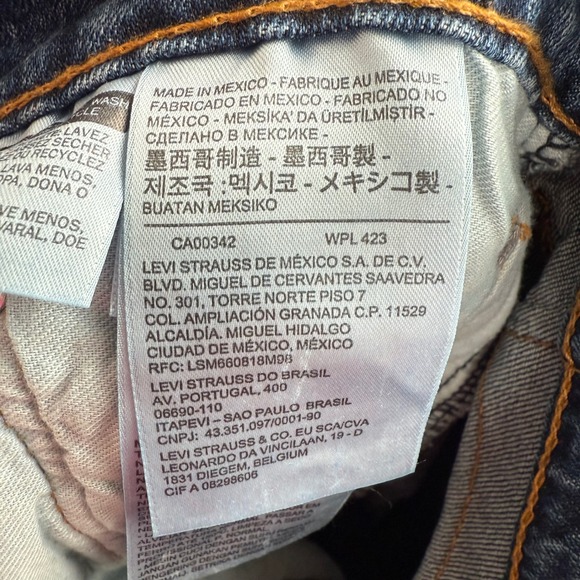 MADE IN MEXICO - FABRIQUE AU MEXIQUE -
FABRICADO EN MEXICO - FABRICADO NO
MÉXICO - MEKSİKA' DA ÜRETİLMİŞTİR -
СДЕЛАНО В МЕКСИКЕ -
墨西哥制造 - 墨西哥製 -
제조국 :멕시코 - メキシコ製 -
BUATAN MEKSIKO
CA00342 WPL 423
LEVI STRAUSS DE MÉXICO S.A. DE C.V.
BLVD. MIGUEL DE CERVANTES SAAVEDRA
NO. 301, TORRE NORTE PISO 7
COL. AMPLIACIÓN GRANADA C.P. 11529
ALCALDÍA. MIGUEL HIDALGO
CIUDAD DE MÉXICO, MÉXICO
RFC: LSM660818M98
LEVI STRAUSS DO BRASIL
AV. PORTUGAL, 400
06690-110
ITAPEVI - SAO PAULO BRASIL
CNPJ: 43.351.097/0001-90
LEVI STRAUSS & CO. EU SCA/CVA
LEONARDO DA VINCILAAN, 19 - D
1831 DIEGEM, BELGIUM
CIF A 08298606
WASH
LAVEZ.
SECHER
RECYCLEZ
LAVA MENOS,
DONA O
VE MENOS,
VARAL, DOE